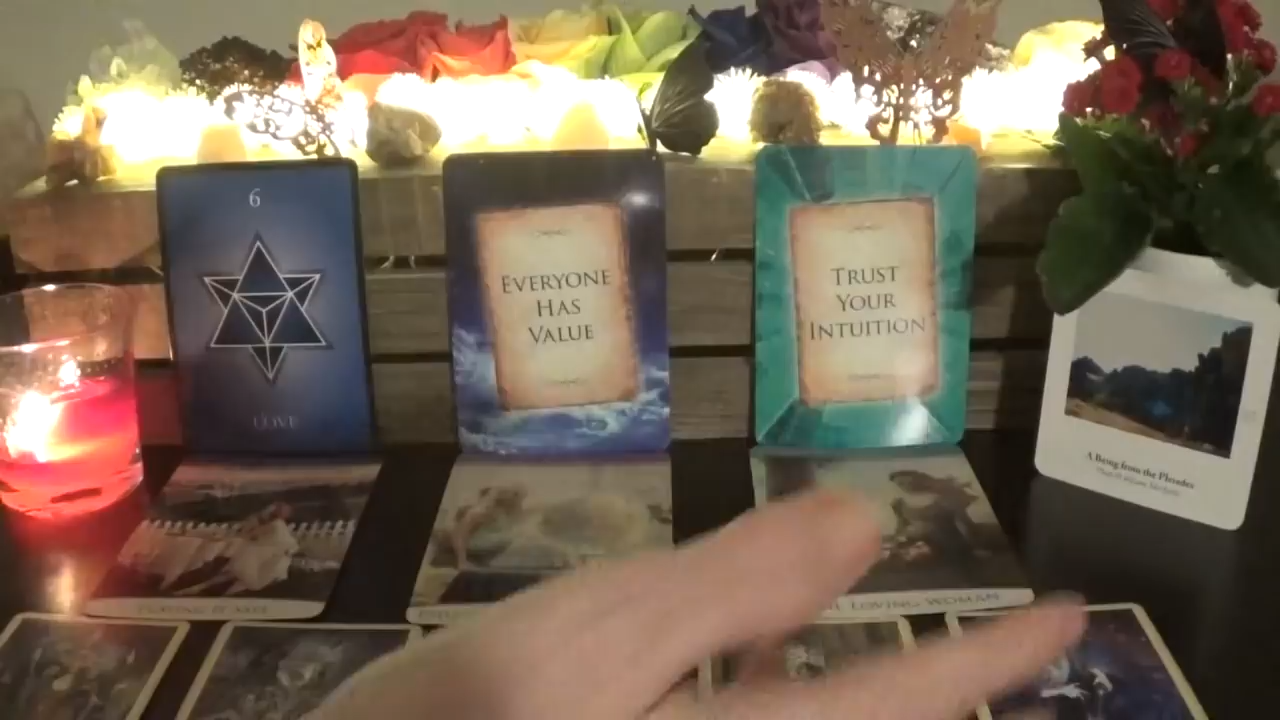 6
LOVE
EVERYONE
HAS
VALUE
TRUST
YOUR
INTUITION
A Being from the Pleiades
LOVING WOMAN